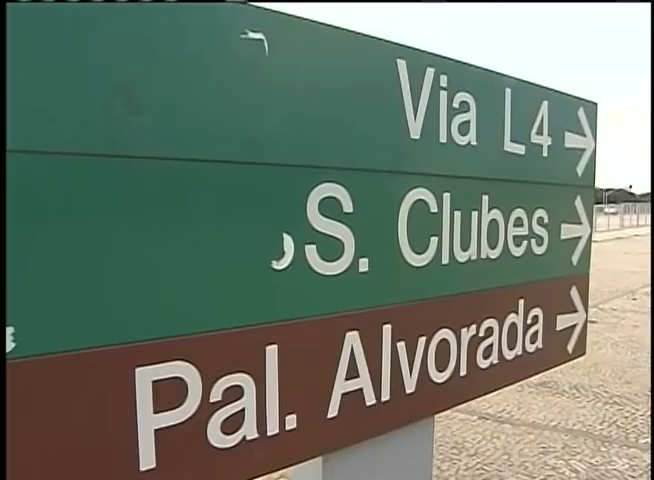 Via L4 →
S. Clubes →
Pal. Alvorada →